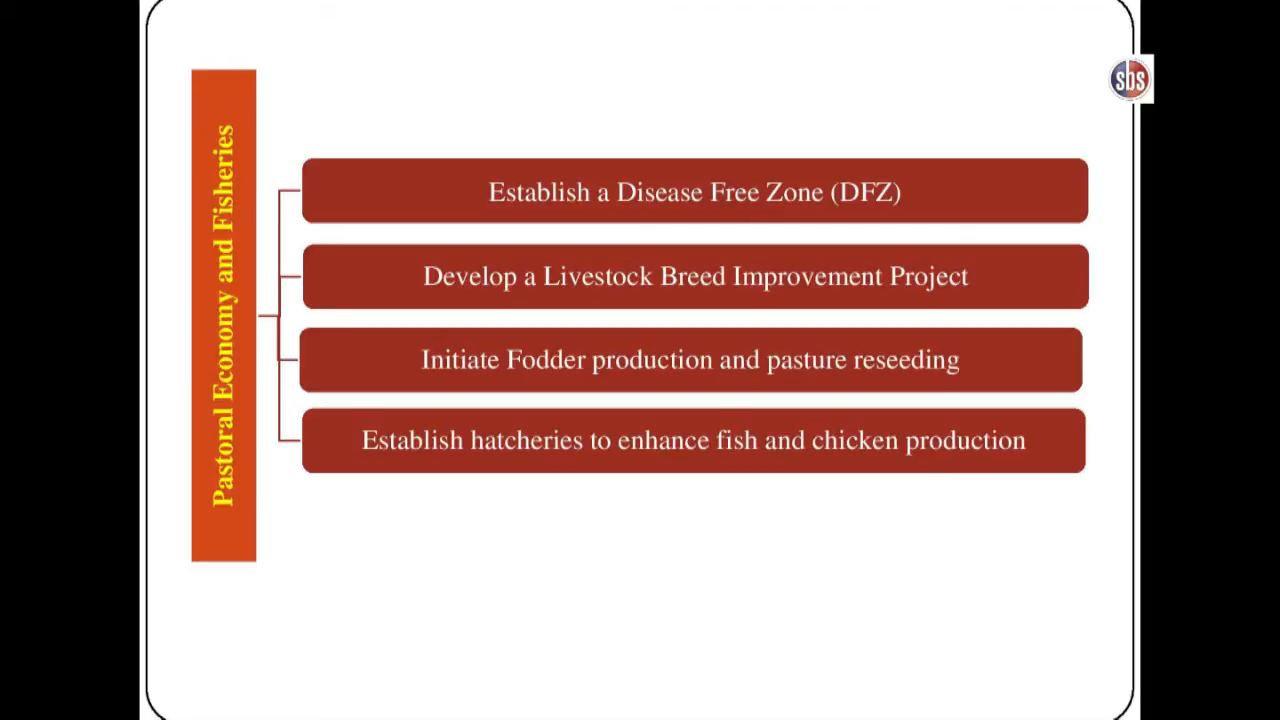 sbs
Pastoral Economy and Fisheries
Establish a Disease Free Zone (DFZ)
Develop a Livestock Breed Improvement Project
Initiate Fodder production and pasture reseeding
Establish hatcheries to enhance fish and chicken production